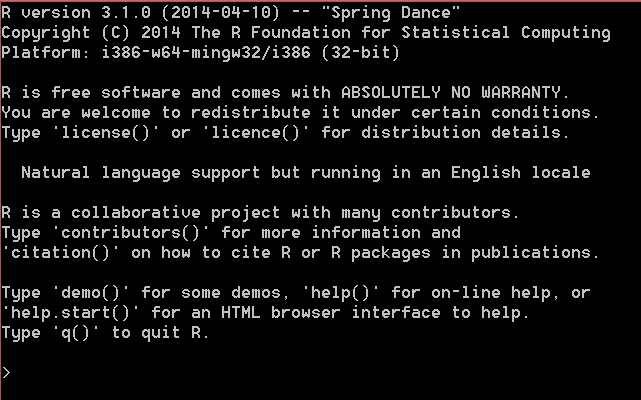 R version 3.1.0 (2014-04-10) -- "Spring Dance"
Copyright (C) 2014 The R Foundation for Statistical Computing
Platform: i386-w64-mingw32/i386 (32-bit)
R is free software and comes with ABSOLUTELY NO WARRANTY.
You are welcome to redistribute it under certain conditions.
Type 'license()' or 'licence()' for distribution details.
Natural language support but running in an English locale
R is a collaborative project with many contributors.
Type 'contributors()' for more information and
'citation()' on how to cite R or R packages in publications.
Type 'demo()' for some demos, 'help()' for on-line help, or
'help.start()' for an HTML browser interface to help.
Type 'q()' to quit R.
>